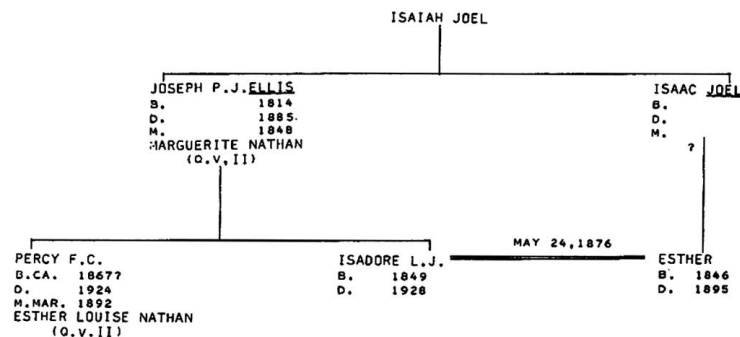 ISAIAH JOEL
JOSEPH P.J. ELLIS
B. 1814
D. 1885
M. 1848
MARGUERITE NATHAN
(Q.V,II)
ISAAC JOEL
B.
D.
M.
?
PERCY F.C.
B.CA. 1867?
D. 1924
M.MAR. 1892
ESTHER LOUISE NATHAN
(Q.V.II)
ISADORE L.J.
B. 1849
D. 1928
MAY 24,1876
ESTHER
B. 1846
D. 1895